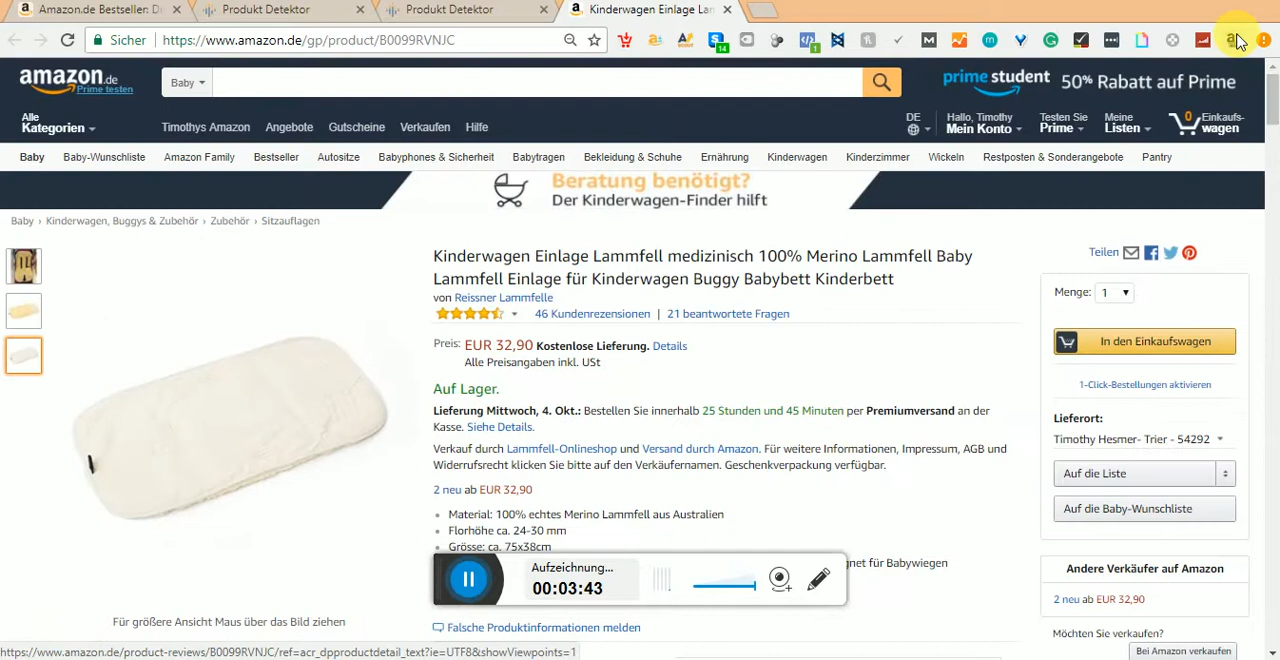 Amazon.de Bestseller: Di
Produkt Detektor
Produkt Detektor
Kinderwagen Einlage Lam
Sicher
https://www.amazon.de/gp/product/B0099RVNJC
14
1
amazon.de
Prime testen
Baby
prime student
50% Rabatt auf Prime
Alle
Kategorien
Timothys Amazon
Angebote
Gutscheine
Verkaufen
Hilfe
DE
Hallo, Timothy
Mein Konto
Testen Sie
Prime
Meine
Listen
0
Einkaufs-
wagen
Baby
Baby-Wunschliste
Amazon Family
Bestseller
Autositze
Babyphones & Sicherheit
Babytragen
Bekleidung & Schuhe
Ernährung
Kinderwagen
Kinderzimmer
Wickeln
Restposten & Sonderangebote
Pantry
Beratung benötigt?
Der Kinderwagen-Finder hilft
Baby › Kinderwagen, Buggys & Zubehör › Zubehör › Sitzauflagen
Kinderwagen Einlage Lammfell medizinisch 100% Merino Lammfell Baby
Lammfell Einlage für Kinderwagen Buggy Babybett Kinderbett
von Reissner Lammfelle
46 Kundenrezensionen | 21 beantwortete Fragen
Preis: EUR 32,90 Kostenlose Lieferung. Details
Alle Preisangaben inkl. USt
Auf Lager.
Lieferung Mittwoch, 4. Okt.: Bestellen Sie innerhalb 25 Stunden und 45 Minuten per Premiumversand an der
Kasse. Siehe Details.
Verkauf durch Lammfell-Onlineshop und Versand durch Amazon. Für weitere Informationen, Impressum, AGB und
Widerrufsrecht klicken Sie bitte auf den Verkäufernamen. Geschenkverpackung verfügbar.
2 neu ab EUR 32,90
Material: 100% echtes Merino Lammfell aus Australien
Florhöhe ca. 24-30 mm
Grösse: ca. 75x38cm
gnet für Babywiegen
Aufzeichnung...
00:03:43
Falsche Produktinformationen melden
Für größere Ansicht Maus über das Bild ziehen
Teilen
Menge: 1
In den Einkaufswagen
1-Click-Bestellungen aktivieren
Lieferort:
Timothy Hesmer- Trier - 54292
Auf die Liste
Auf die Baby-Wunschliste
Andere Verkäufer auf Amazon
2 neu ab EUR 32,90
Möchten Sie verkaufen?
Bei Amazon verkaufen
https://www.amazon.de/product-reviews/B0099RVNJC/ref=acr_dpproductdetail_text?ie=UTF8&showViewpoints=1